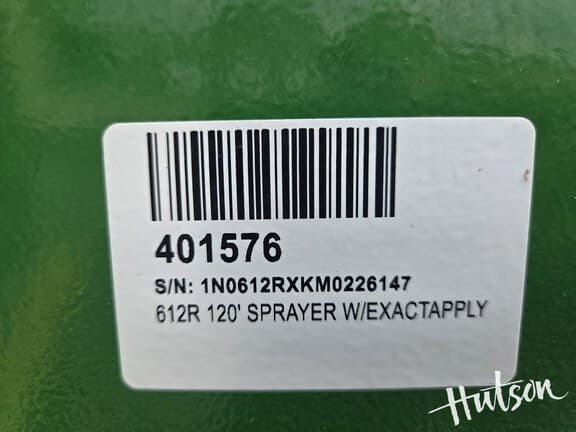 401576
S/N: 1N0612RXKM0226147
612R 120' SPRAYER W/EXACTAPPLY
Hutson